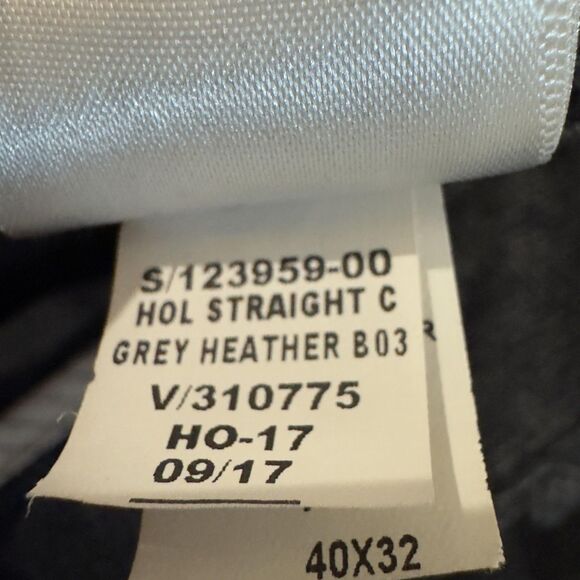 S/123959-00
HOL STRAIGHT C
GREY HEATHER B03
R
V/310775
HO-17
09/17
40X32